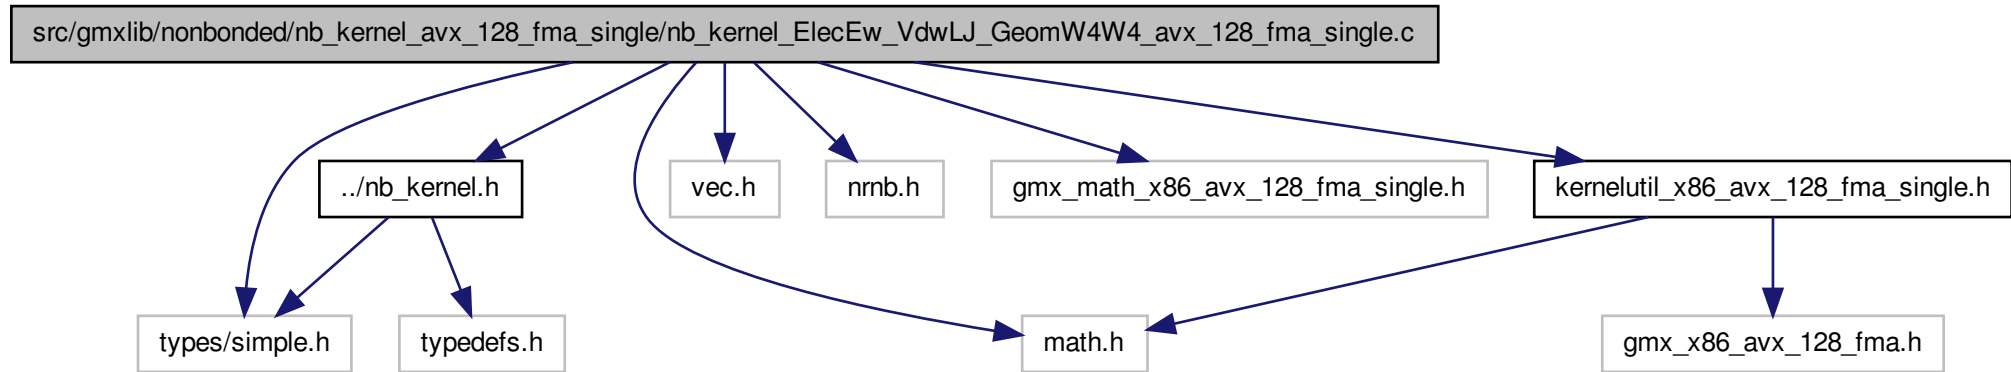 src/gmxlib/nonbonded/nb_kernel_avx_128_fma_single/nb_kernel_ElecEw_VdwLJ_GeomW4W4_avx_128_fma_single.c
../nb_kernel.h
vec.h
nrnb.h
gmx_math_x86_avx_128_fma_single.h
kernelutil_x86_avx_128_fma_single.h
types/simple.h
typedefs.h
math.h
gmx_x86_avx_128_fma.h